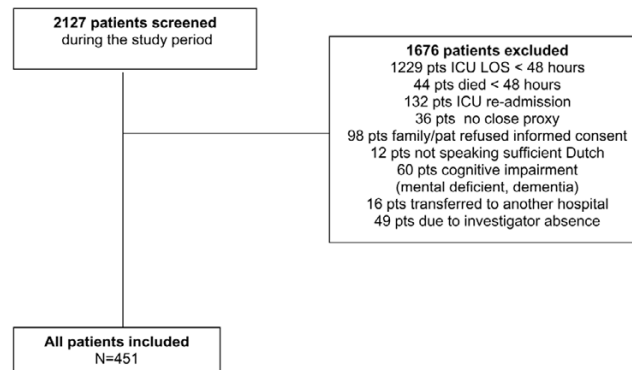 2127 patients screened
during the study period
1676 patients excluded
1229 pts ICU LOS < 48 hours
44 pts died < 48 hours
132 pts ICU re-admission
36 pts no close proxy
98 pts family/pat refused informed consent
12 pts not speaking sufficient Dutch
60 pts cognitive impairment
(mental deficient, dementia)
16 pts transferred to another hospital
49 pts due to investigator absence
All patients included
N=451